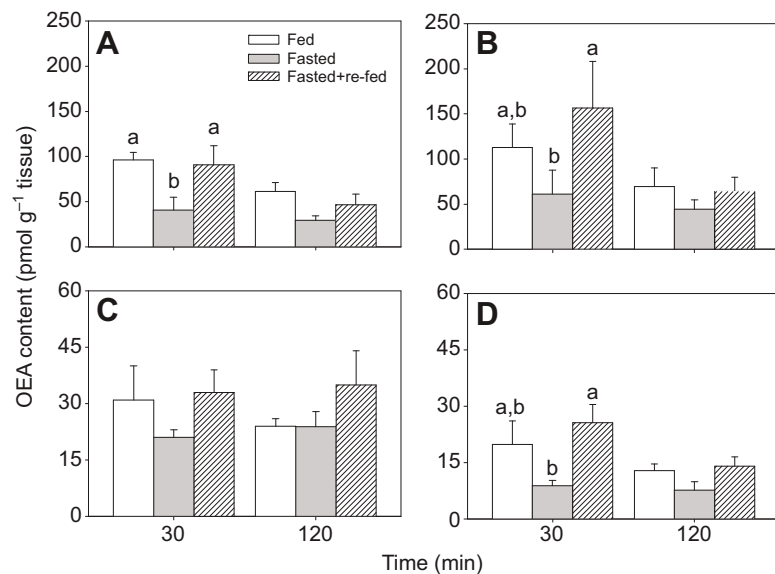 OEA content (pmol g⁻¹ tissue)
A
250
200
150
100
50
0
Fed
Fasted
Fasted+re-fed
a
b
a
B
250
200
150
100
50
0
a,b
b
a
C
60
45
30
15
0
30
120
D
60
45
30
15
0
a,b
b
a
30
120
Time (min)